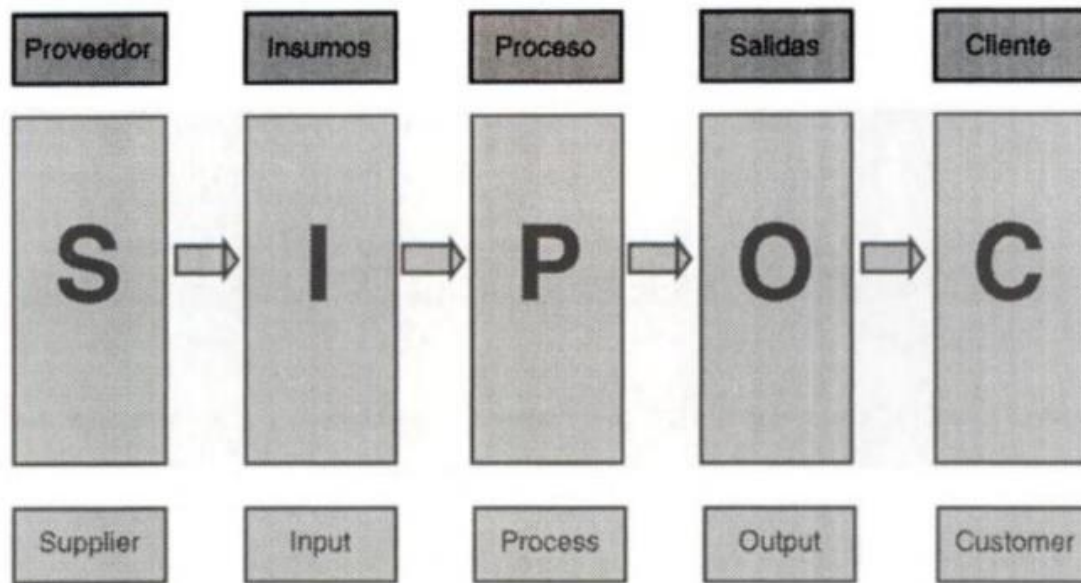 Proveedor Insumos Proceso Salidas Cliente
S I P O C
Supplier Input Process Output Customer